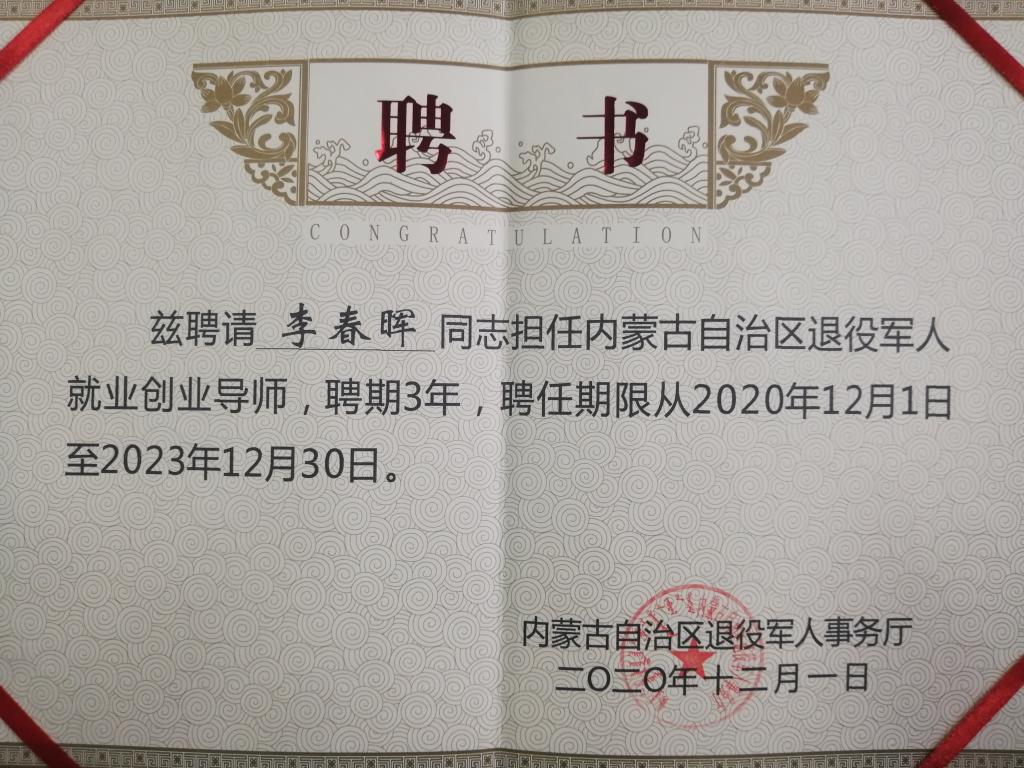 聘书
CONGRATULATION
兹聘请 李春晖 同志担任内蒙古自治区退役军人
就业创业导师，聘期3年，聘任期限从2020年12月1日
至2023年12月30日。
内蒙古自治区退役军人事务厅
二〇二〇年十二月一日